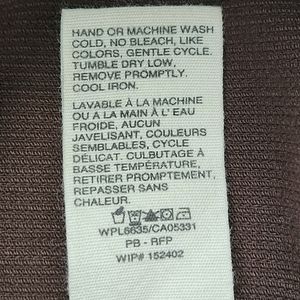 HAND OR MACHINE WASH
COLD, NO BLEACH, LIKE
COLORS, GENTLE CYCLE.
TUMBLE DRY LOW,
REMOVE PROMPTLY.
COOL IRON.
LAVABLE À LA MACHINE
OU A LA MAIN À L' EAU
FROIDE, AUCUN
JAVELISANT, COULEURS
SEMBLABLES, CYCLE
DÉLICAT. CULBUTAGE À
BASSE TEMPÉRATURE,
RETIRER PROMPTEMENT,
REPASSER SANS
CHALEUR.
WPL6635/CA05331
PB - RFP
WIP# 152402